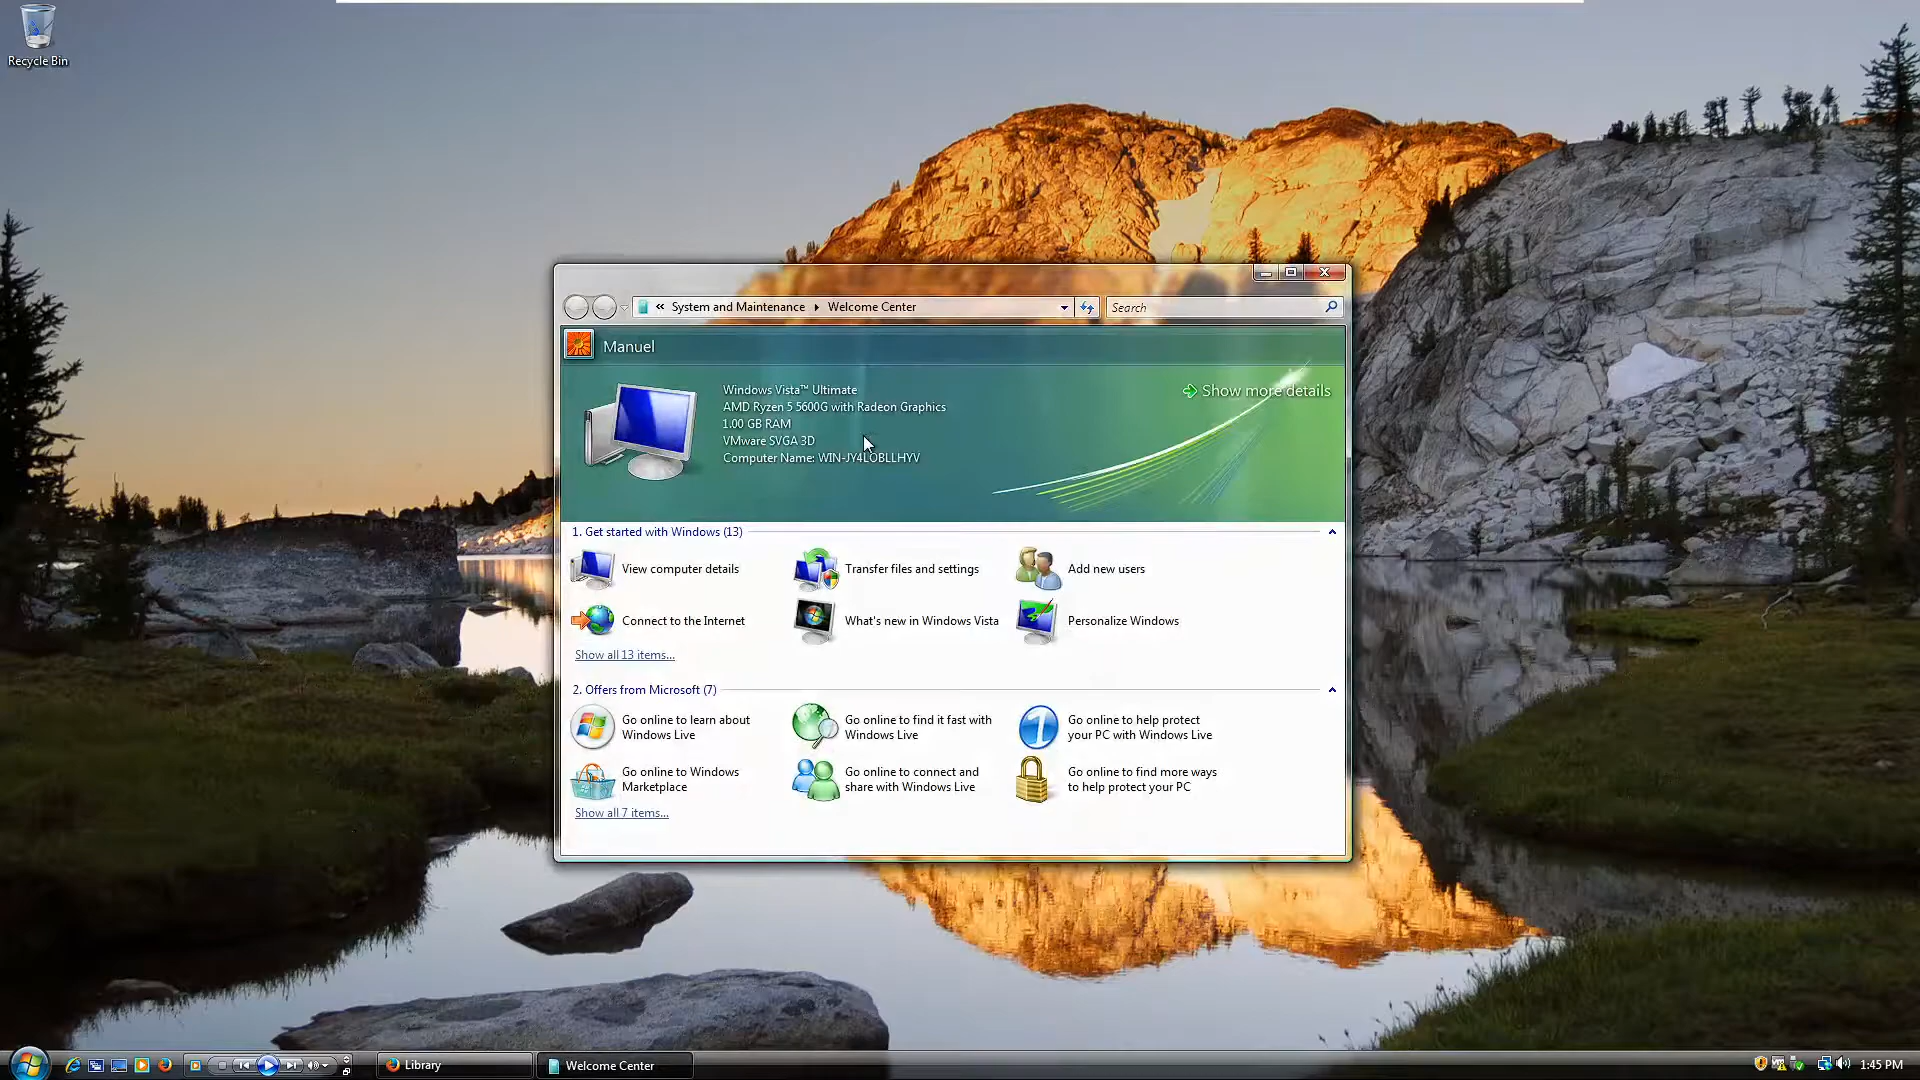 Recycle Bin
« System and Maintenance ▸ Welcome Center
Search
Manuel
Windows Vista™ Ultimate
AMD Ryzen 5 5600G with Radeon Graphics
1.00 GB RAM
VMware SVGA 3D
Computer Name: WIN-JY4LOBLLHYV
Show more details
1. Get started with Windows (13)
View computer details
Transfer files and settings
Add new users
Connect to the Internet
What's new in Windows Vista
Personalize Windows
Show all 13 items...
2. Offers from Microsoft (7)
Go online to learn about
Windows Live
Go online to find it fast with
Windows Live
Go online to help protect
your PC with Windows Live
Go online to Windows
Marketplace
Go online to connect and
share with Windows Live
Go online to find more ways
to help protect your PC
Show all 7 items...
Library
Welcome Center
1:45 PM